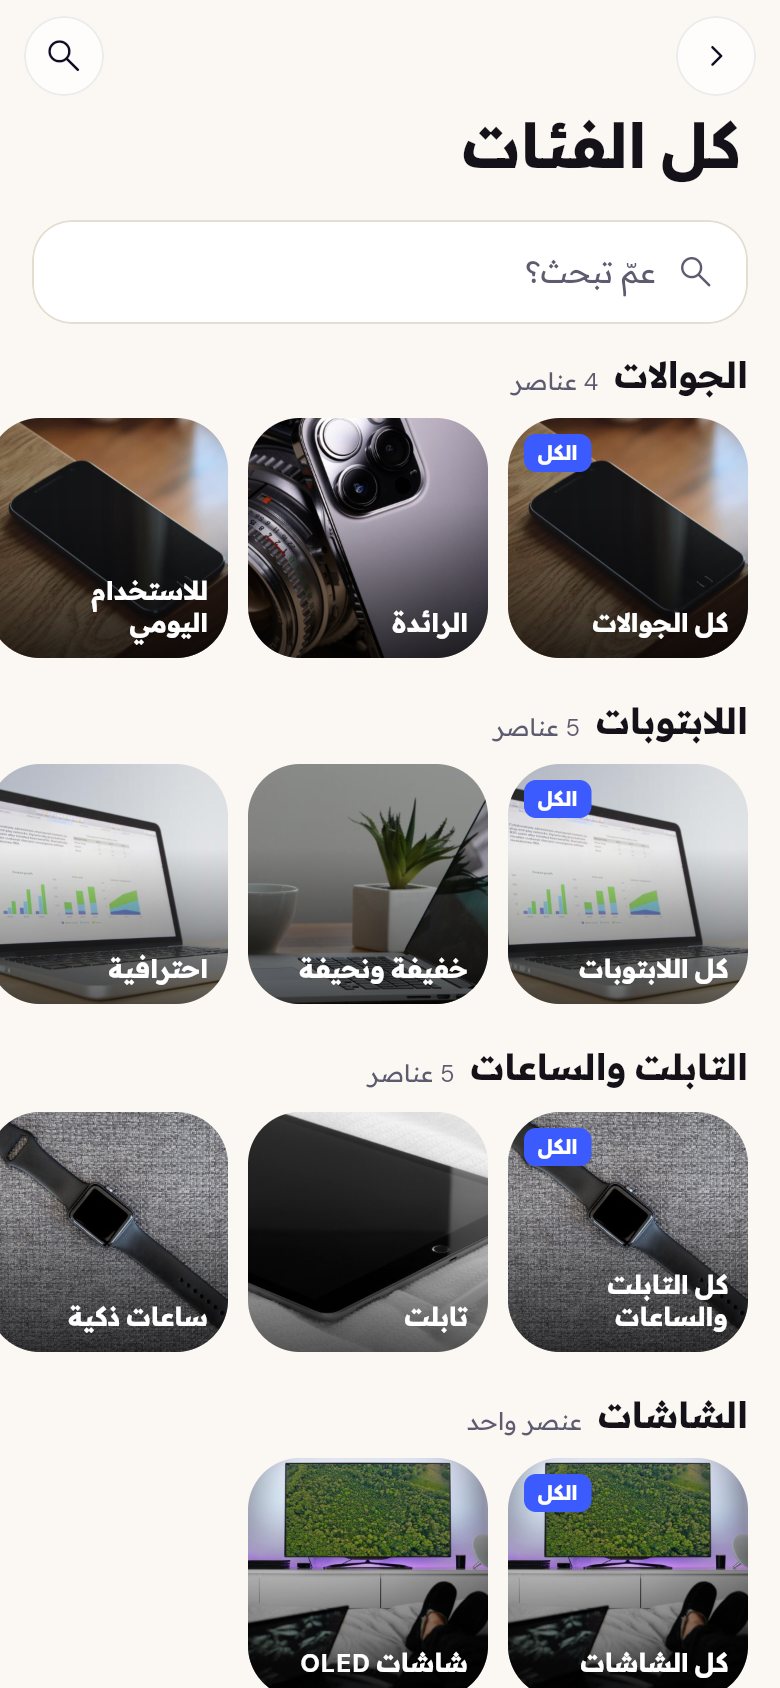 كل الفئات
عمّ تبحث؟
الجوالات 4 عناصر
الكل
كل الجوالات
الرائدة
للاستخدام
اليومي
اللابتوبات 5 عناصر
الكل
كل اللابتوبات
خفيفة ونحيفة
احترافية
التابلت والساعات 5 عناصر
الكل
كل التابلت
والساعات
تابلت
ساعات ذكية
الشاشات عنصر واحد
الكل
كل الشاشات
شاشات OLED